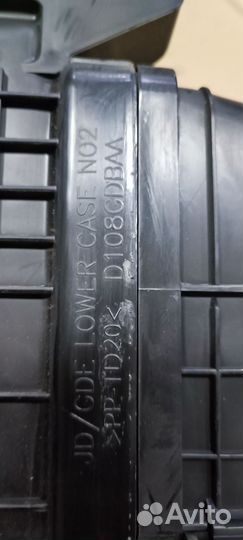 JD/GDE LOWER CASE NO2
>PP-TD20< D108CDBAA
Avito